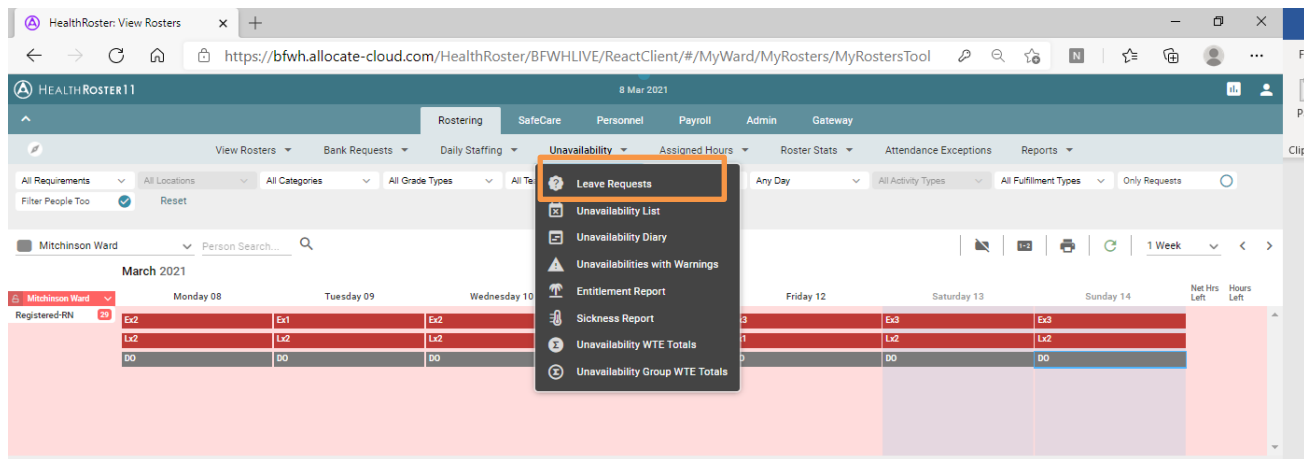 HealthRoster: View Rosters
https://bfwh.allocate-cloud.com/HealthRoster/BFWHLIVE/ReactClient/#/MyWard/MyRosters/MyRostersTool
N
HEALTHROSTER11
8 Mar 2021
Rostering SafeCare Personnel Payroll Admin Gateway
View Rosters Bank Requests Daily Staffing Unavailability Assigned Hours Roster Stats Attendance Exceptions Reports
Clip
All Requirements All Locations All Categories All Grade Types Any Day All Activity Types All Fulfillment Types Only Requests
Filter People Too Reset
Leave Requests
Unavailability List
Unavailability Diary
Unavailabilities with Warnings
Entitlement Report
Sickness Report
Unavailability WTE Totals
Unavailability Group WTE Totals
Mitchinson Ward Person Search... 1 Week
March 2021
Mitchinson Ward Monday 08 Tuesday 09 Wednesday 10 Friday 12 Saturday 13 Sunday 14 Net Hrs Left Hours Left
Registered-RN 29
Ex2 Ex1 Ex2 Ex3 Ex3
Lx2 Lx2 Lx2 Lx2 Lx2
DO DO DO DO DO